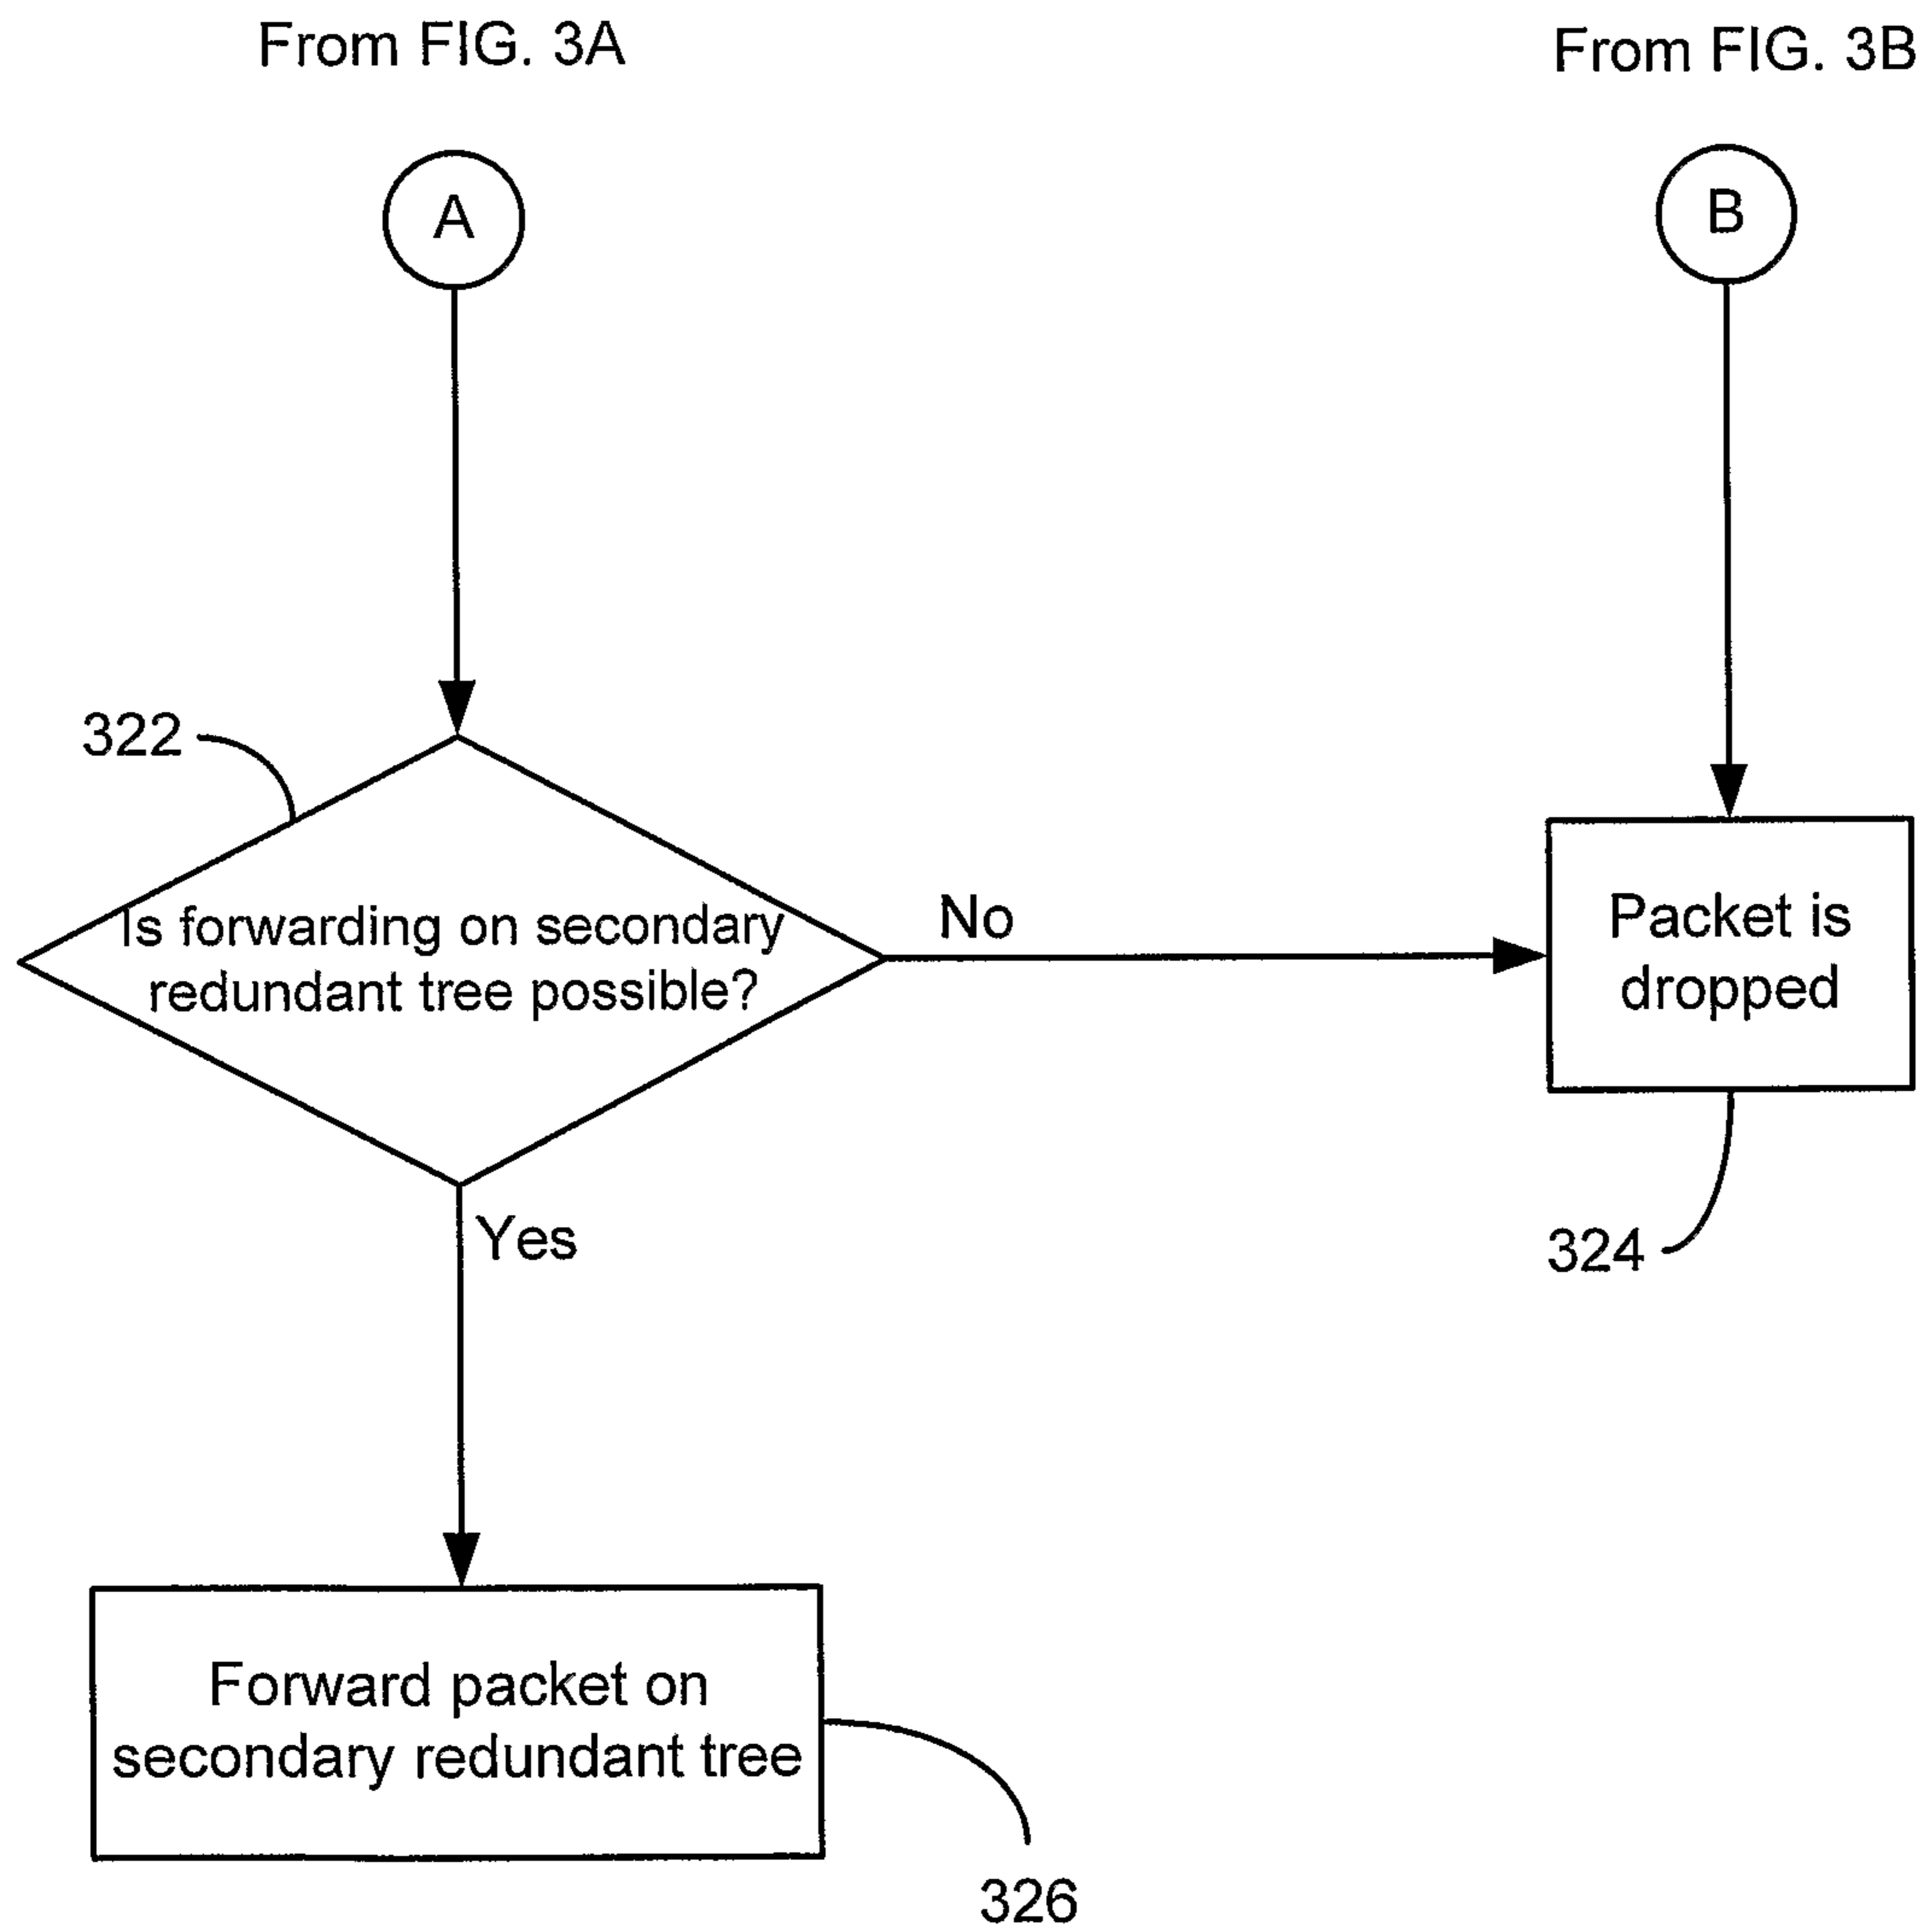 From FIG. 3A
From FIG. 3B
A
B
322
Is forwarding on secondary
redundant tree possible?
No
Packet is
dropped
Yes
324
Forward packet on
secondary redundant tree
326